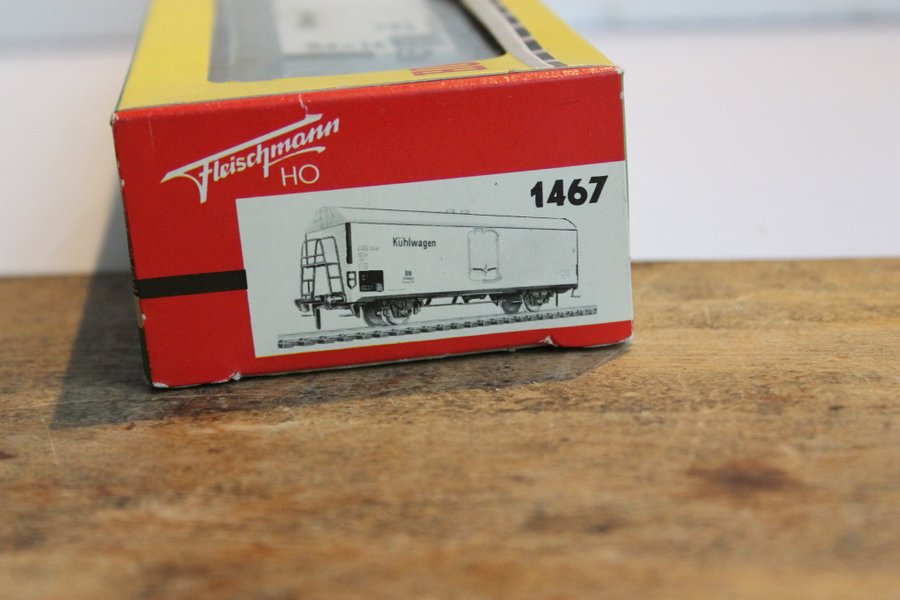 Fleischmann
HO
1467
Kühlwagen
DB